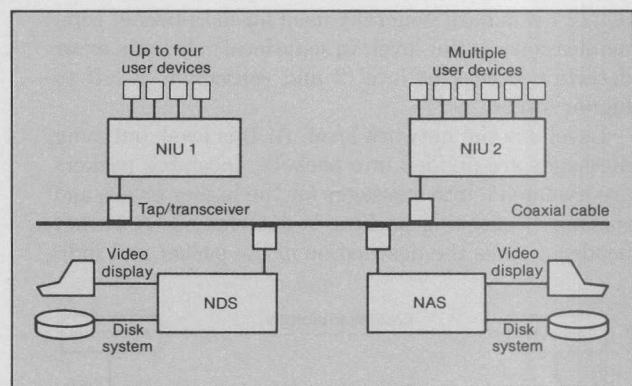 Up to four
user devices
Multiple
user devices
NIU 1
NIU 2
Tap/transceiver
Coaxial cable
Video
display
NDS
NAS
Video
display
Disk
system
Disk
system